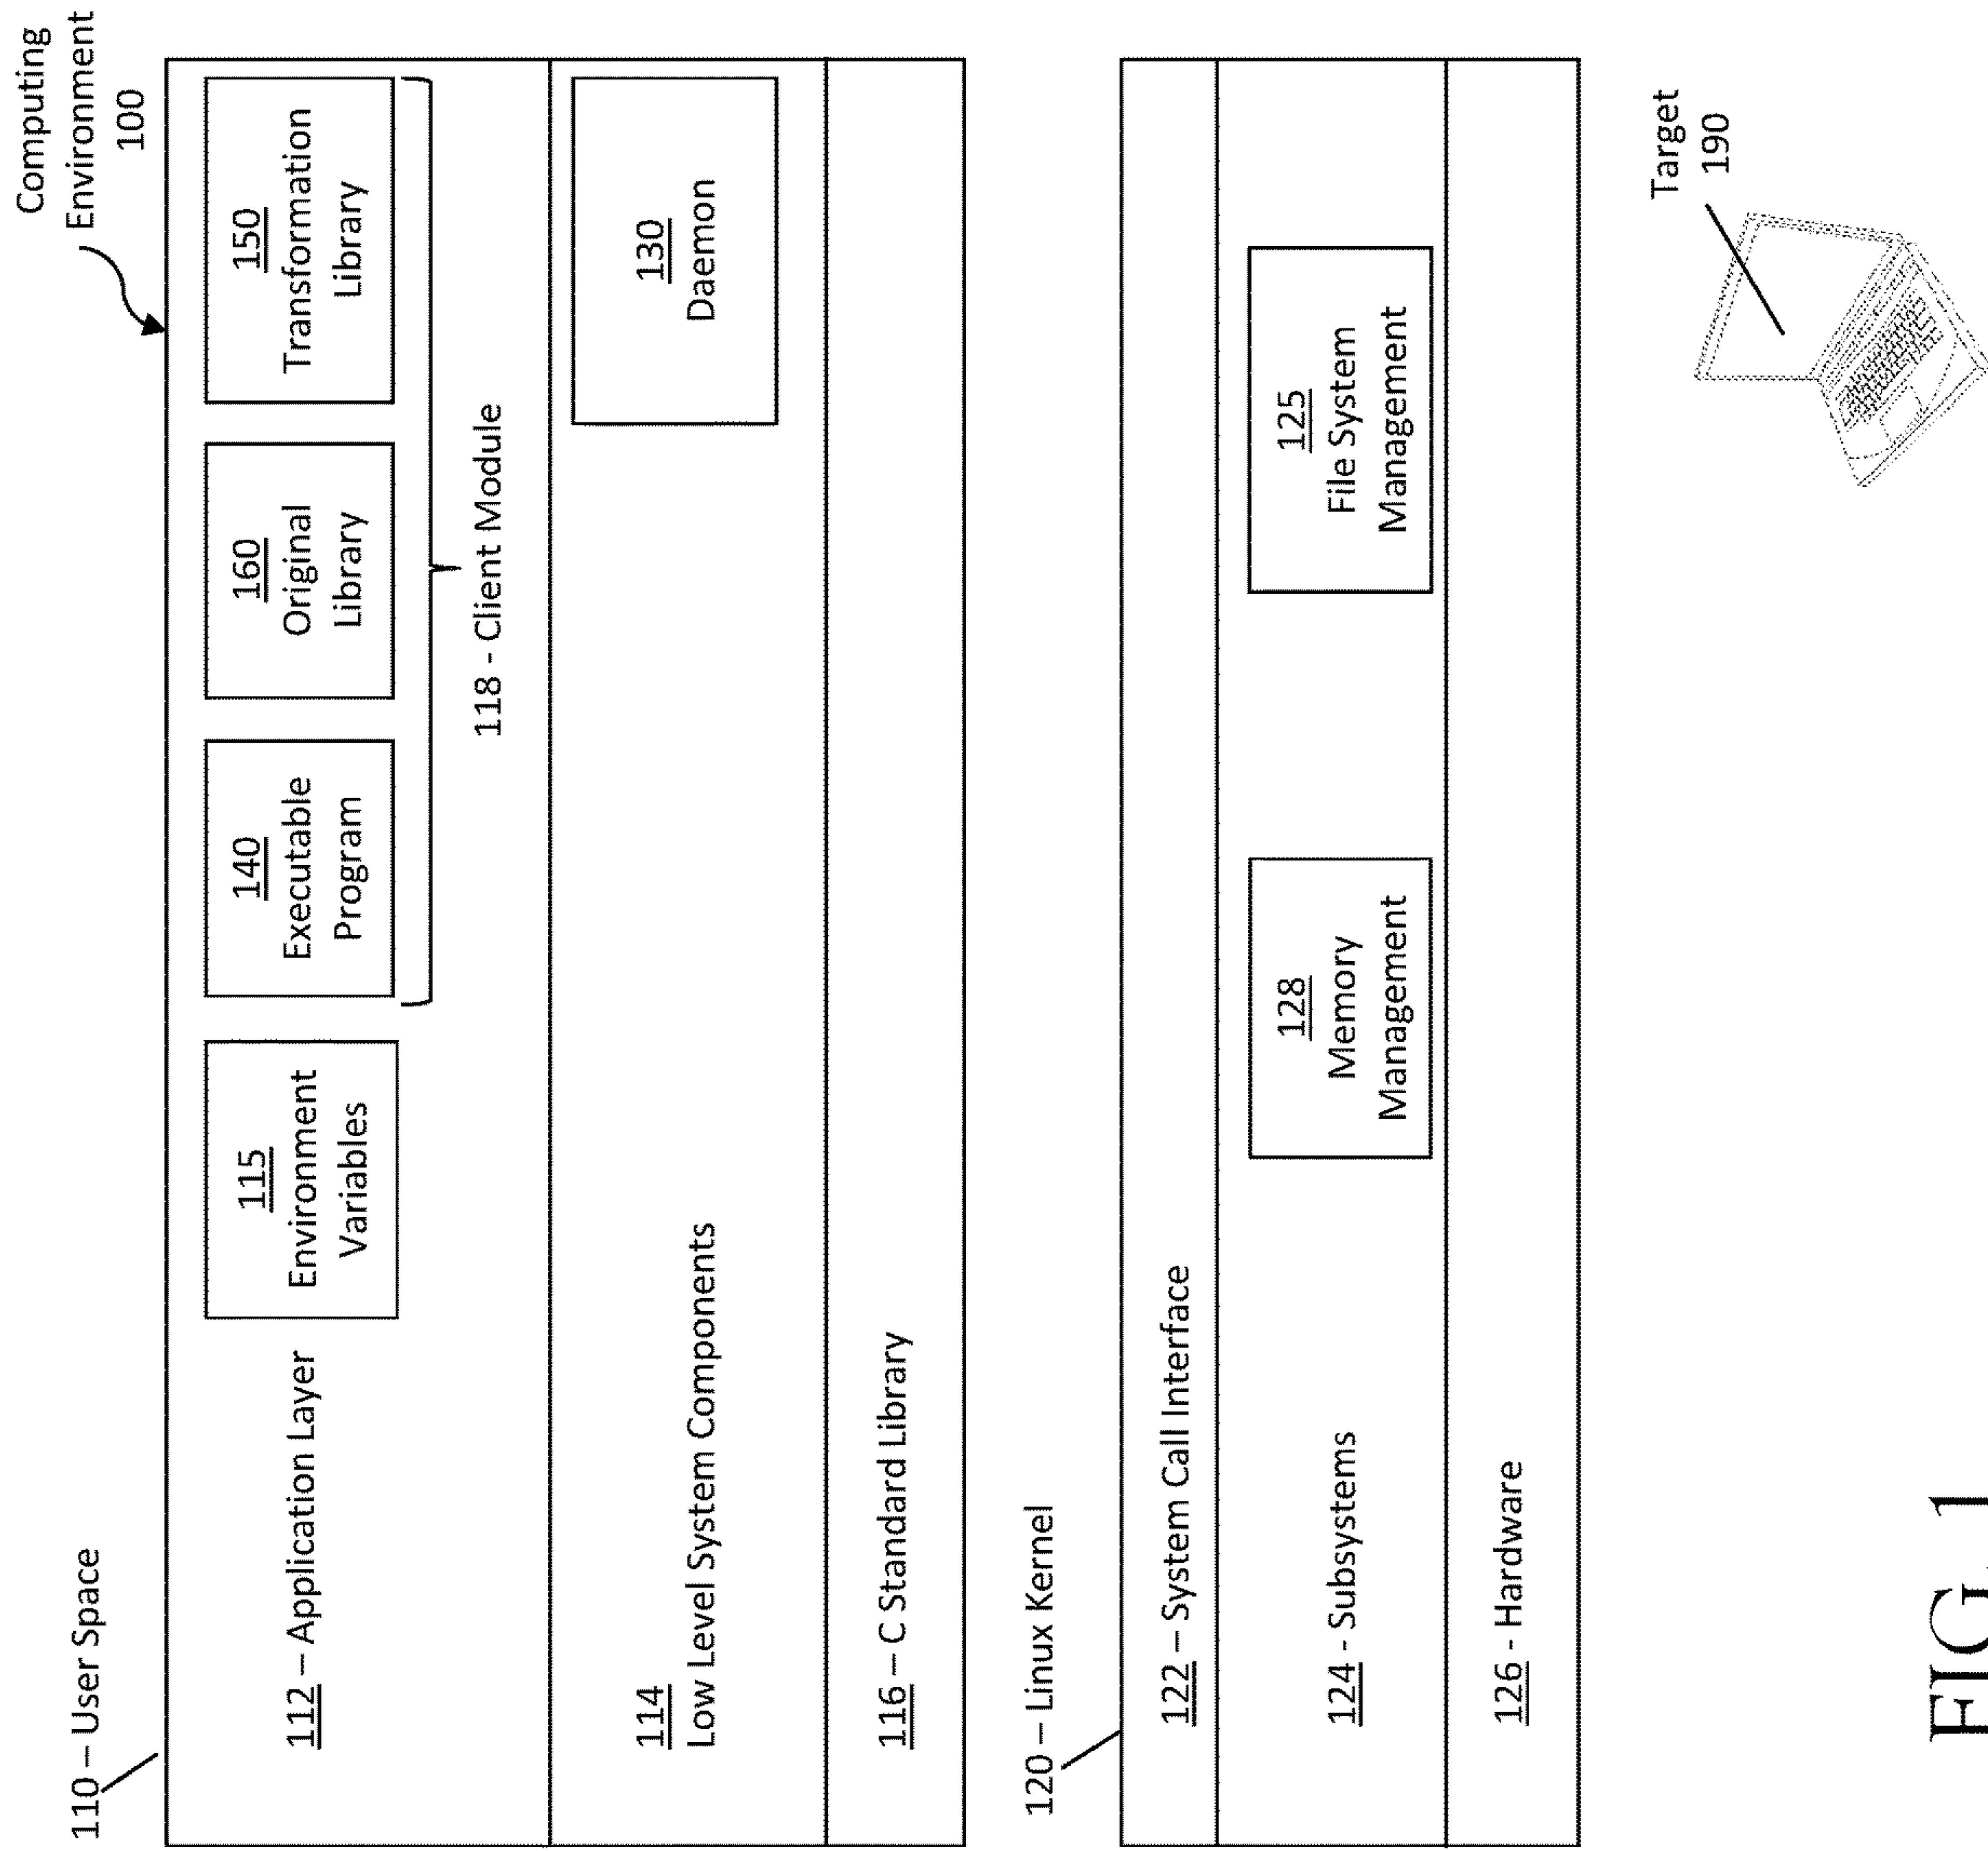 Computing
Environment
100
110 – User Space
112 – Application Layer
115
Environment
Variables
140
Executable
Program
160
Original
Library
150
Transformation
Library
118 - Client Module
114
Low Level System Components
130
Daemon
116 – C Standard Library
120 – Linux Kernel
122 – System Call Interface
124 - Subsystems
128
Memory
Management
125
File System
Management
126 - Hardware
Target
190
FIG. 1